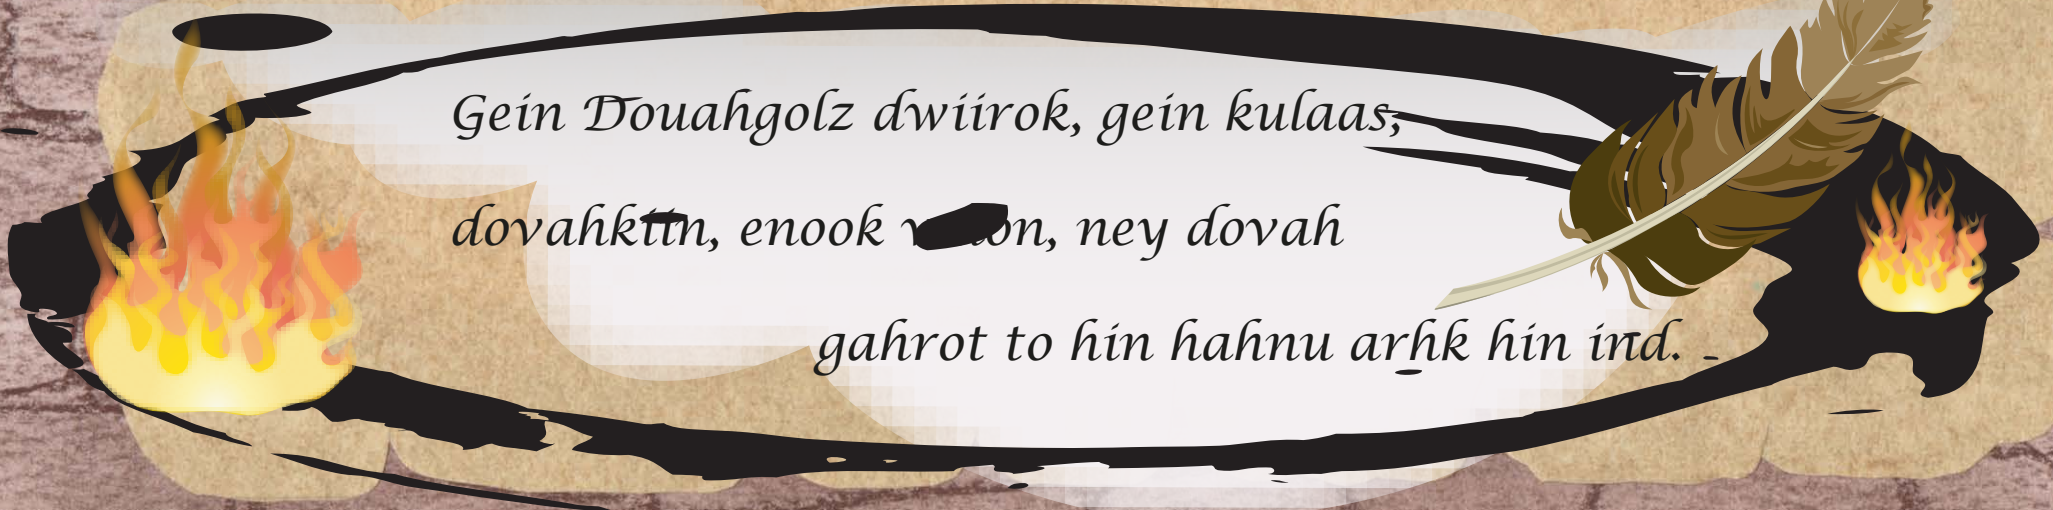 Gein Douahgolz dwiirok, gein kulaas,
dovahkiin, enook ney dovah
gahrot to hin hahnu arhk hin ind.